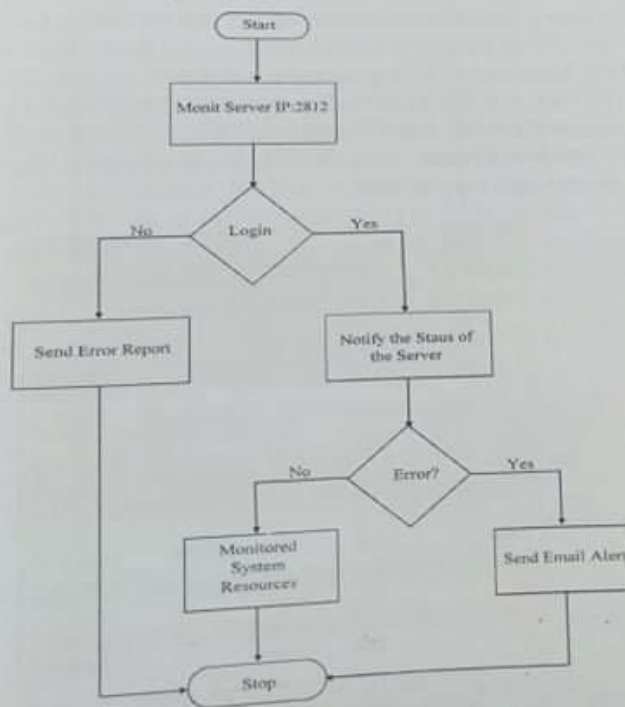 Start
Monit Server IP:2812
Login
No
Yes
Send Error Report
Notify the Staus of
the Server
Error?
No
Yes
Monitored
System
Resources
Send Email Alert
Stop